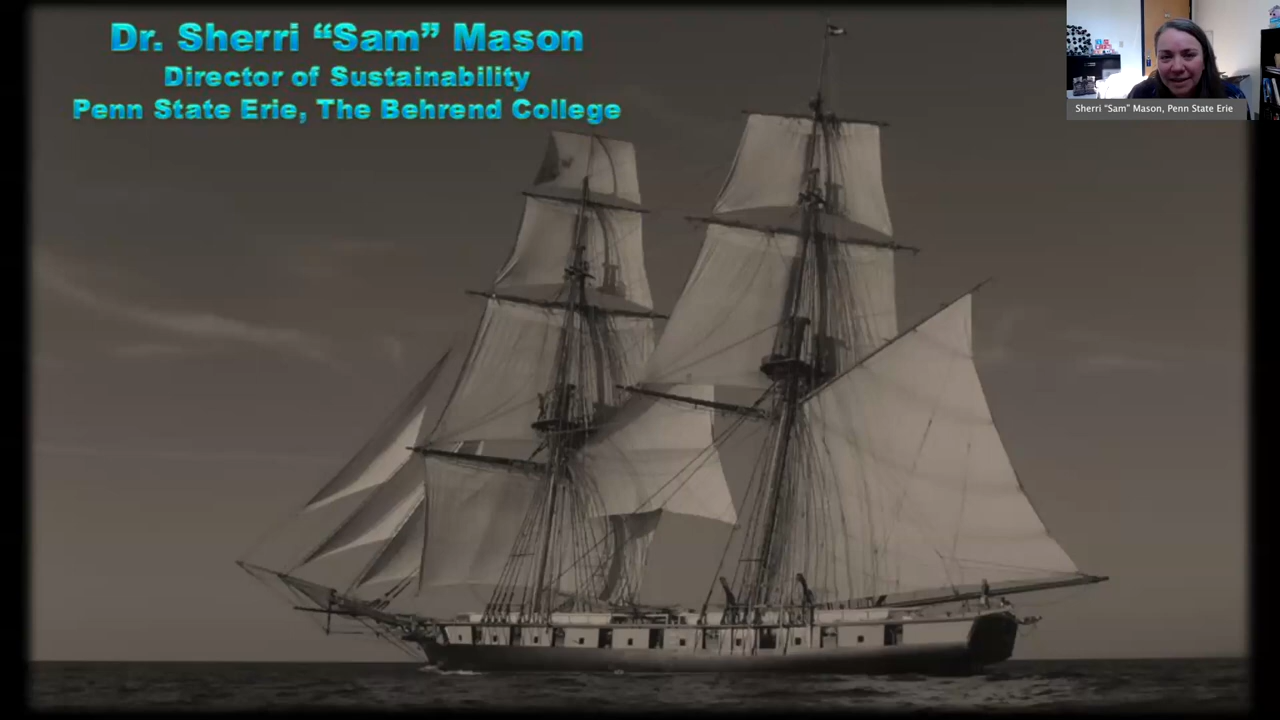 Dr. Sherri “Sam” Mason
Director of Sustainability
Penn State Erie, The Behrend College
Sherri “Sam” Mason, Penn State Erie